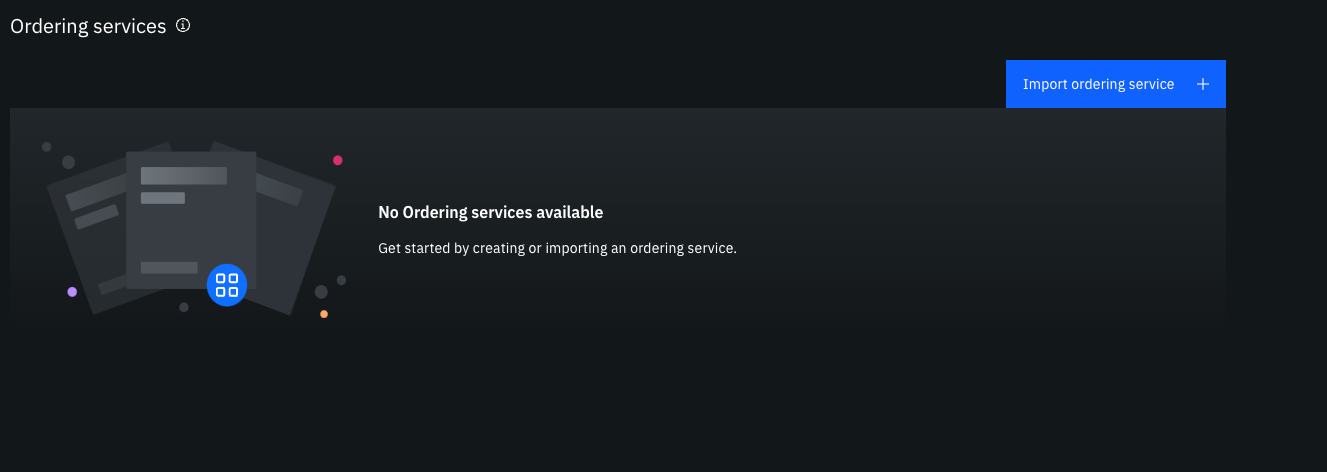 Ordering services
Import ordering service
No Ordering services available
Get started by creating or importing an ordering service.